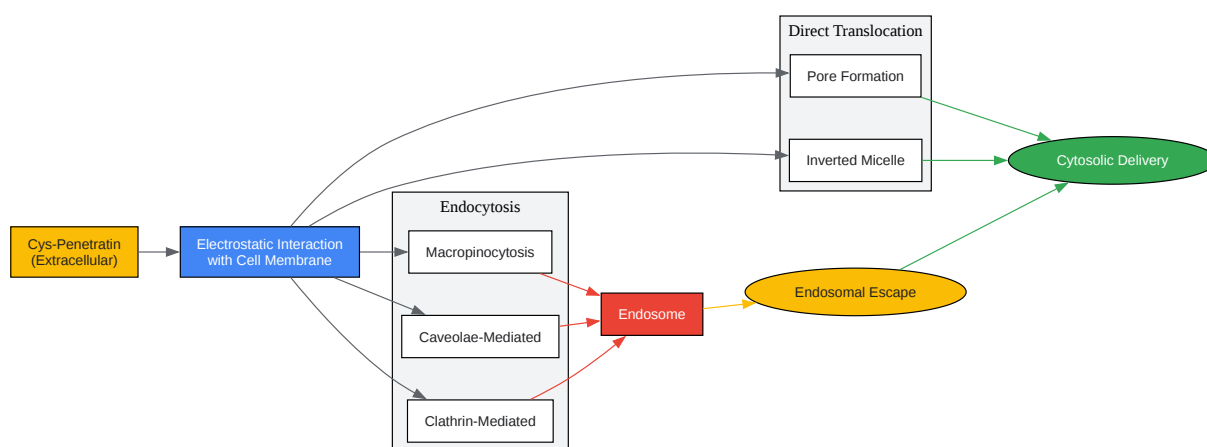 Direct Translocation
Pore Formation
Inverted Micelle
Cytosolic Delivery
Endocytosis
Cys-Penetratin
(Extracellular)
Electrostatic Interaction
with Cell Membrane
Macropinocytosis
Caveolae-Mediated
Clathrin-Mediated
Endosome
Endosomal Escape